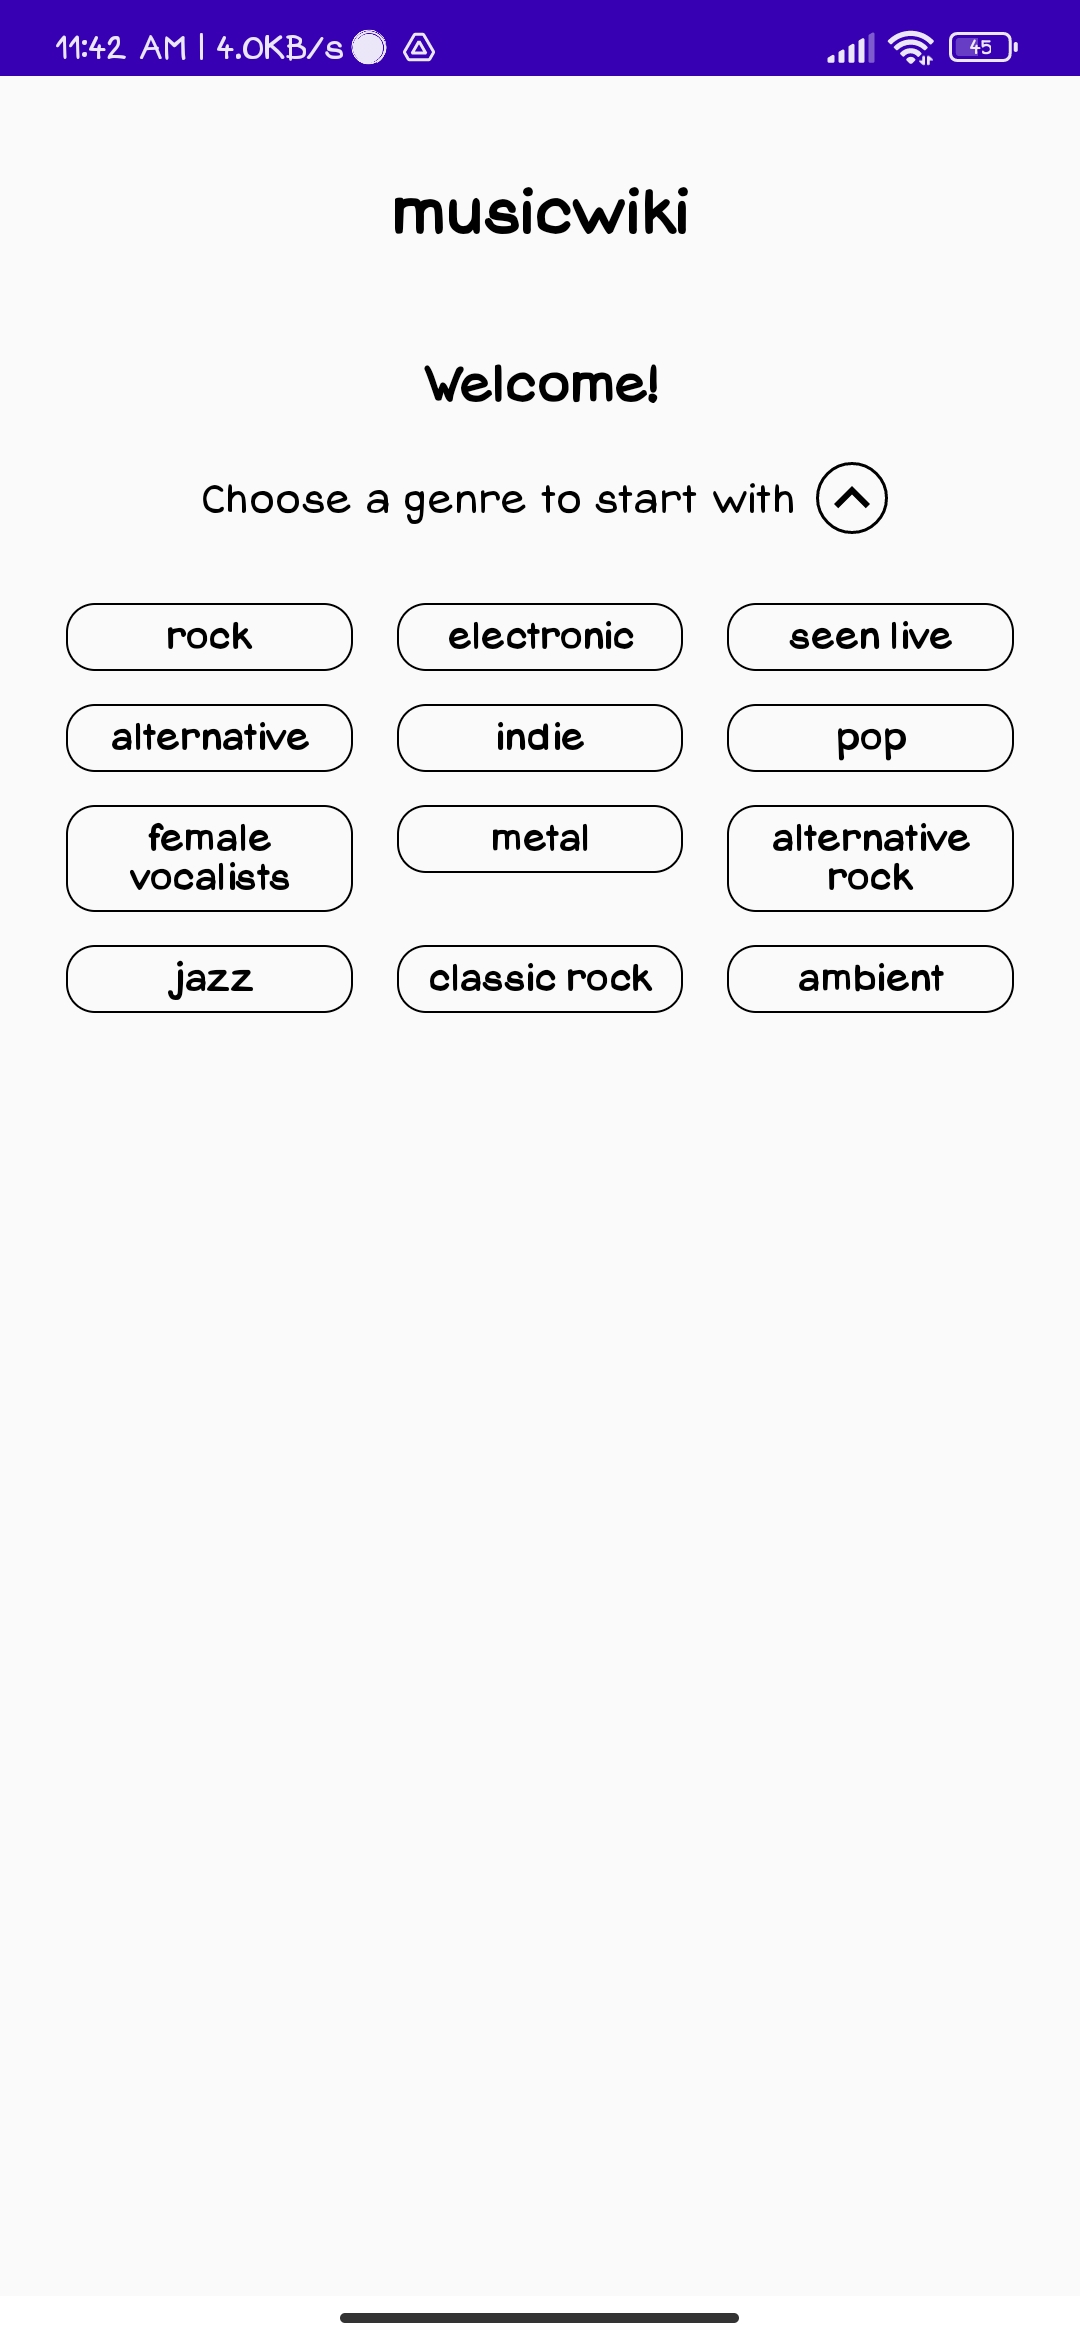 11:42 AM | 4.0KB/s 45
musicwiki
Welcome!
Choose a genre to start with
rock electronic seen live
alternative indie pop
female vocalists metal alternative rock
jazz classic rock ambient